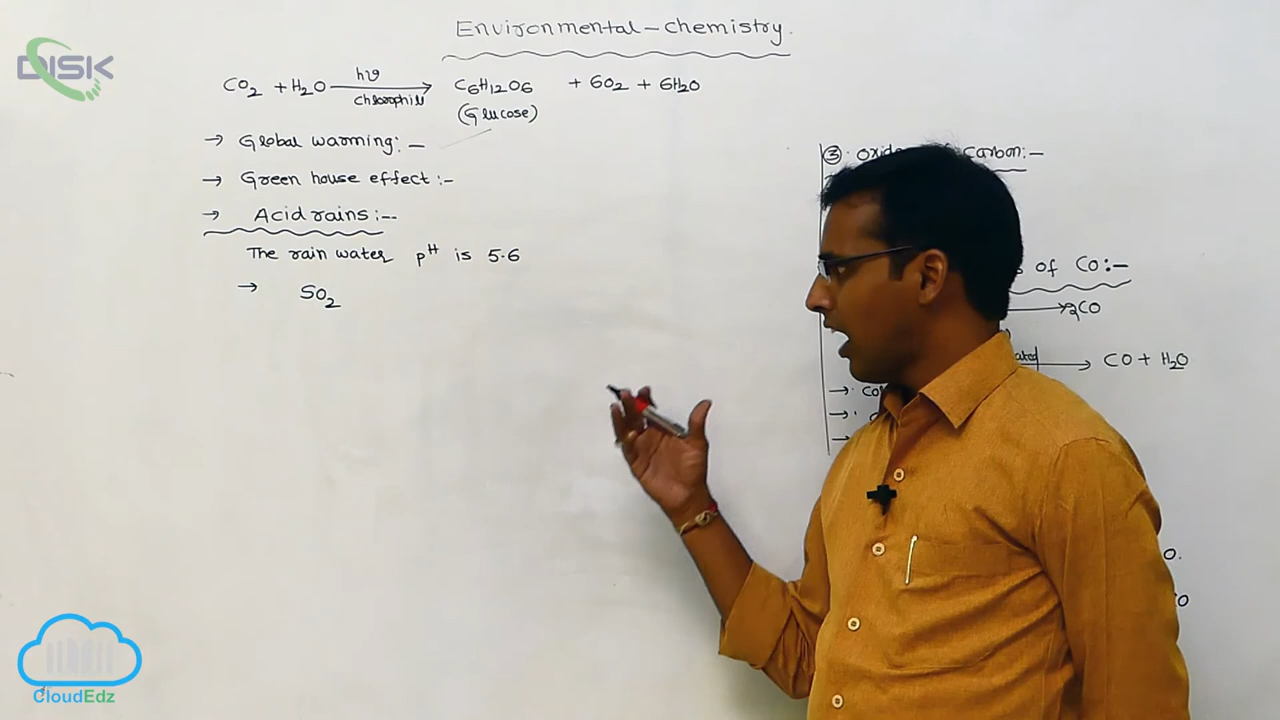 Environmental-chemistry.
DISK
CO2 + H2O hν chlorophill C6H12O6 + 6O2 + 6H2O
(Glucose)
→ Global warming:-
→ Green house effect:-
→ Acid rains:--
The rain water pH is 5.6
→ SO2
③. Carbon:-
of Co:-
→ 2CO
→ CO + H2O
CloudEdz